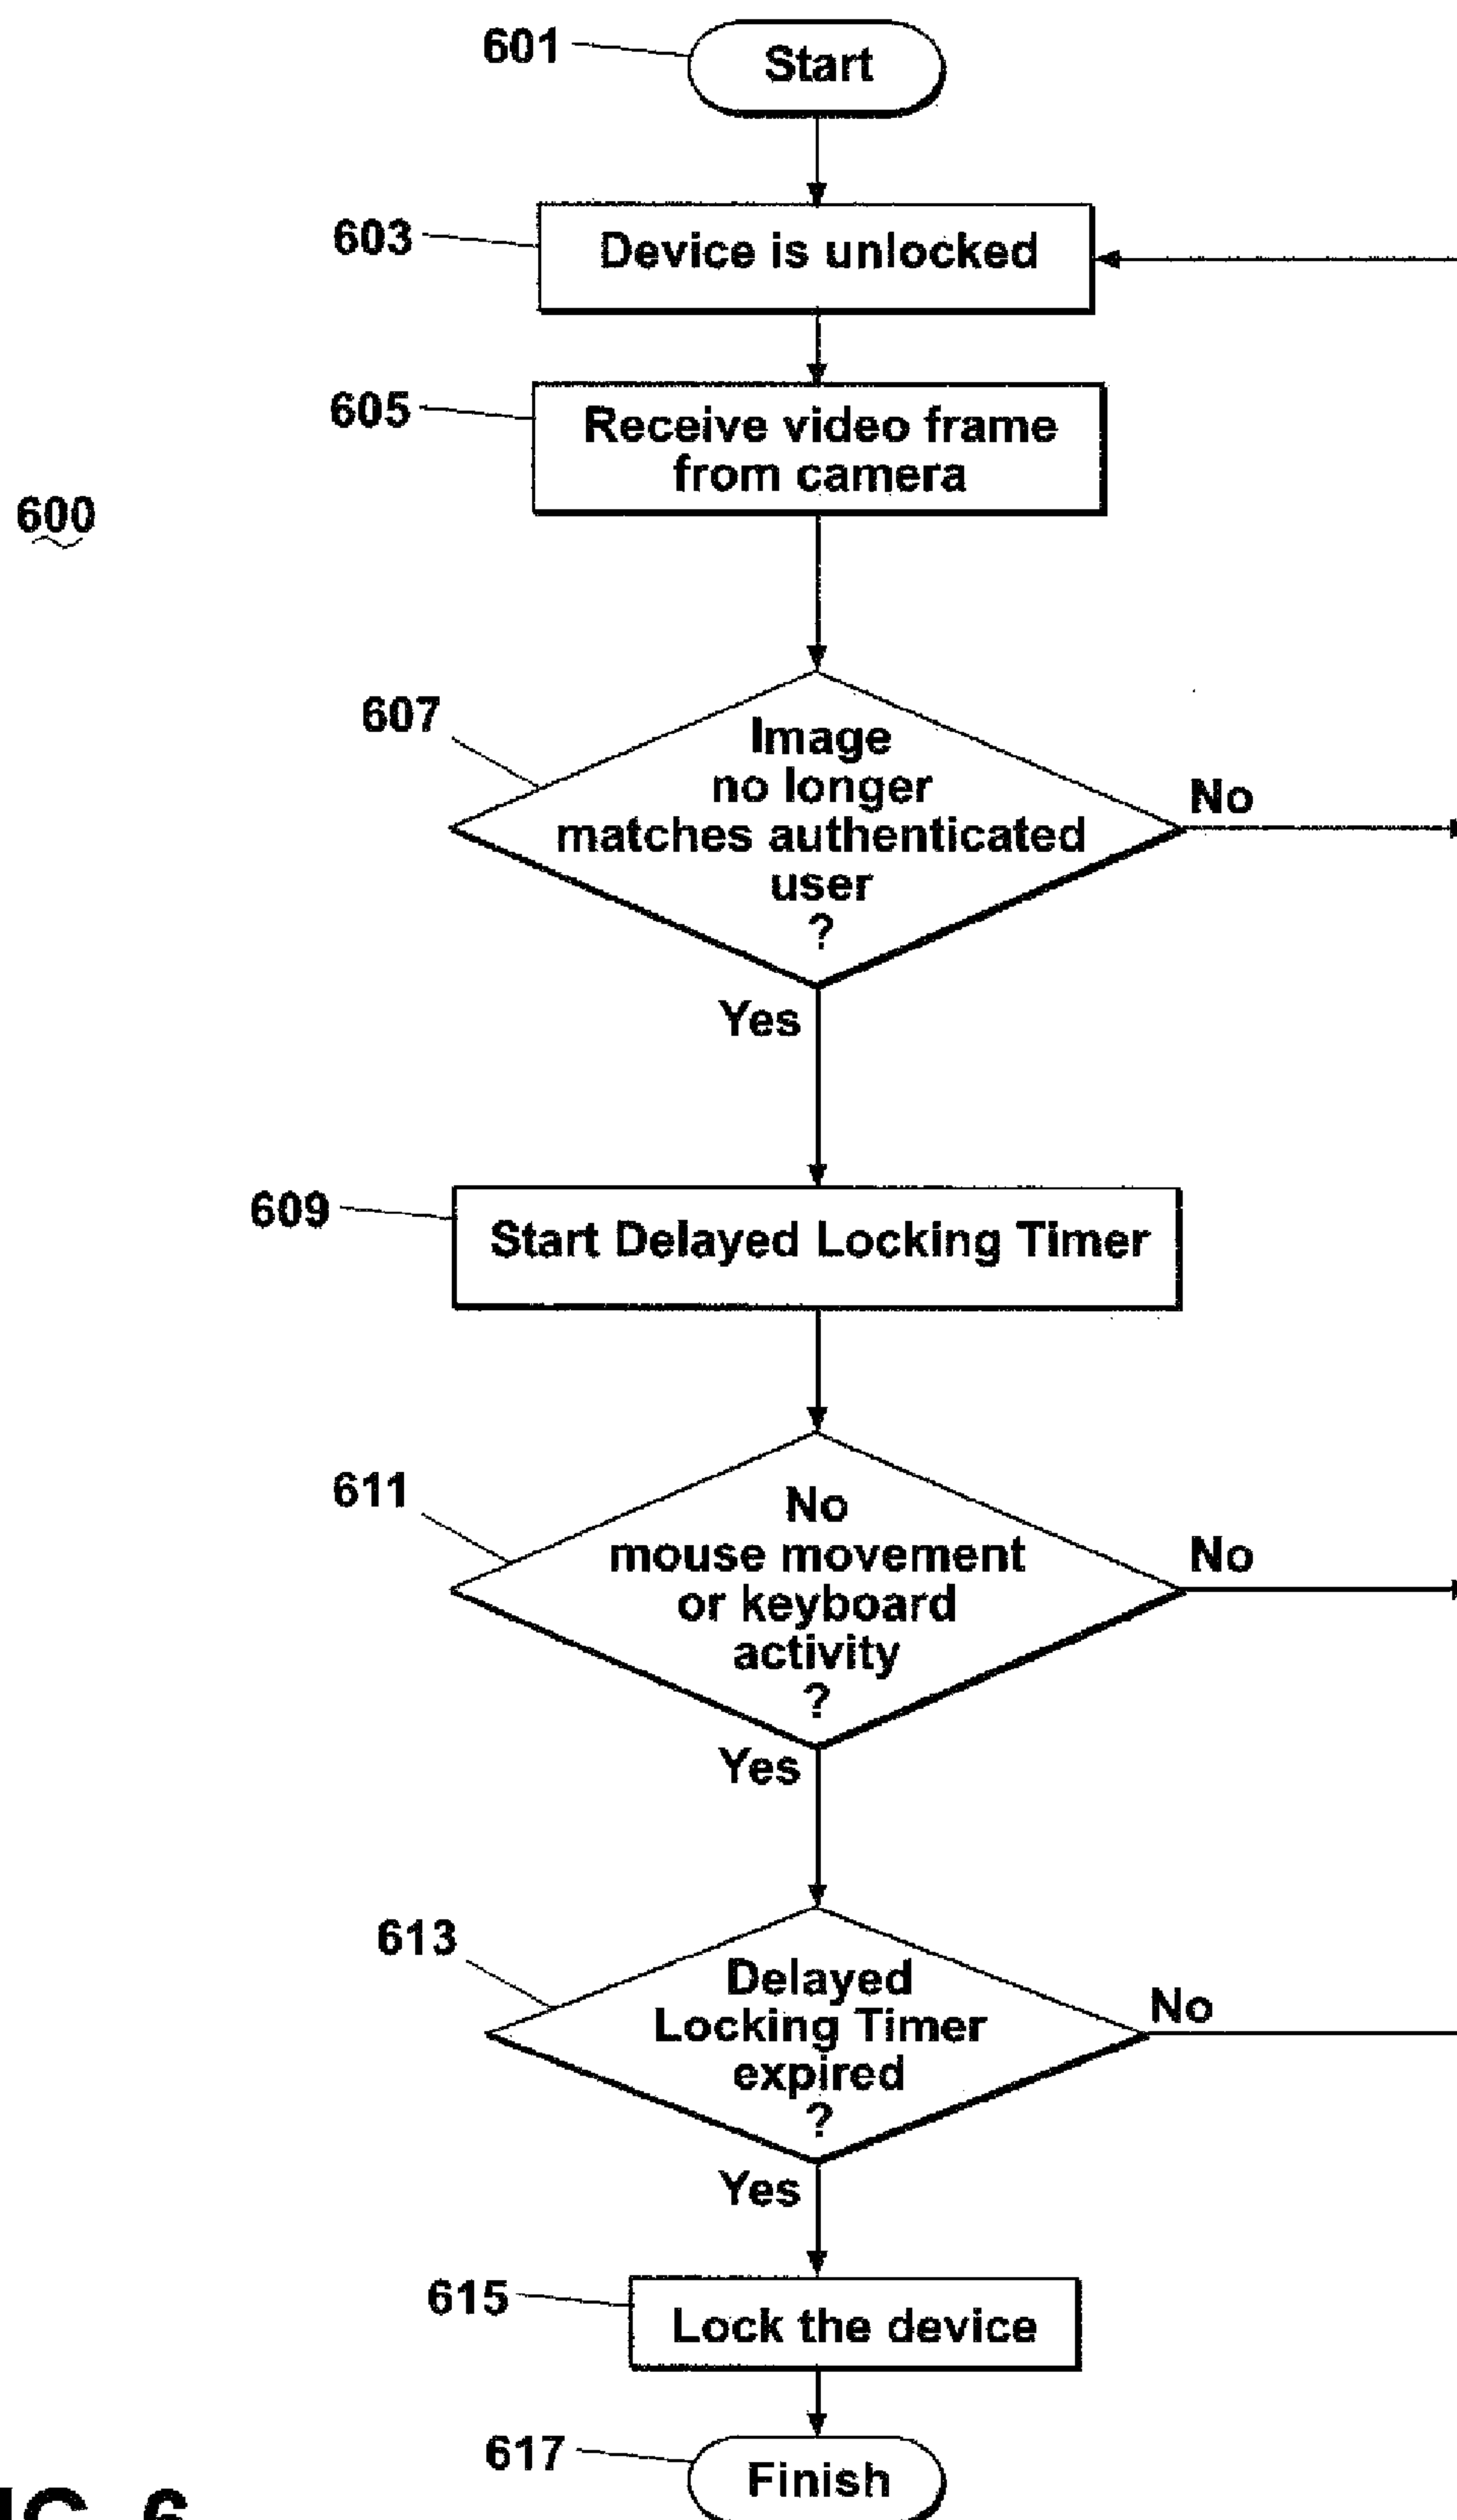 601
Start
603
Device is unlocked
605
Receive video frame
from camera
600
607
Image
no longer
matches authenticated
user
?
No
Yes
609
Start Delayed Locking Timer
611
No
mouse movement
or keyboard
activity
?
No
Yes
613
Delayed
Locking Timer
expired
?
No
Yes
615
Lock the device
617
Finish
6